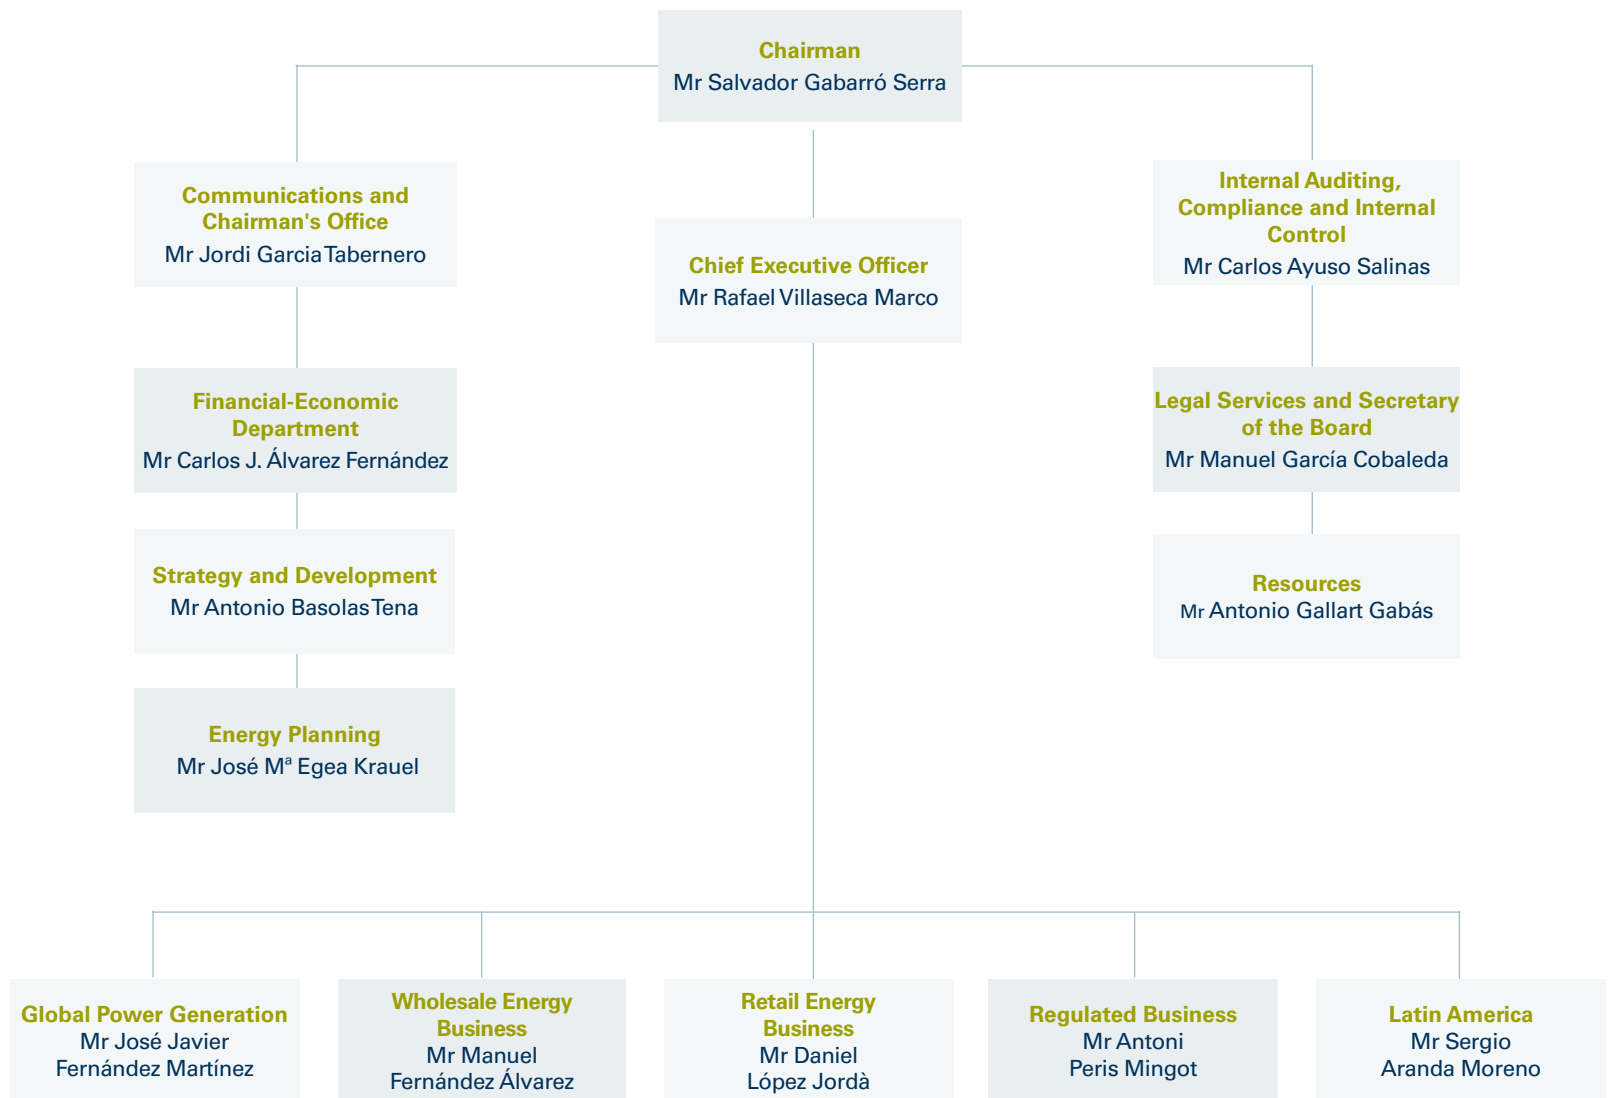 Chairman
Mr Salvador Gabarró Serra
Communications and
Chairman's Office
Mr Jordi Garcia Tabernero
Chief Executive Officer
Mr Rafael Villaseca Marco
Internal Auditing,
Compliance and Internal
Control
Mr Carlos Ayuso Salinas
Financial-Economic
Department
Mr Carlos J. Álvarez Fernández
Legal Services and Secretary
of the Board
Mr Manuel García Cobaleda
Strategy and Development
Mr Antonio Basolas Tena
Resources
Mr Antonio Gallart Gabás
Energy Planning
Mr José Mª Egea Krauel
Global Power Generation
Mr José Javier
Fernández Martínez
Wholesale Energy
Business
Mr Manuel
Fernández Álvarez
Retail Energy
Business
Mr Daniel
López Jordà
Regulated Business
Mr Antoni
Peris Mingot
Latin America
Mr Sergio
Aranda Moreno